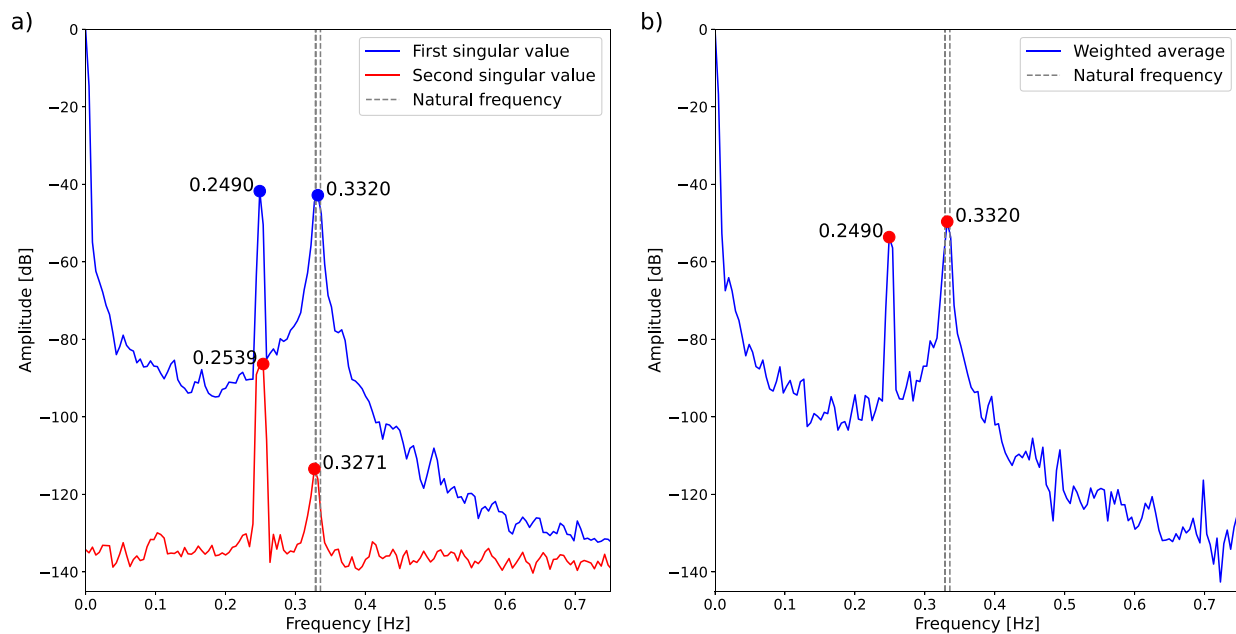 a)
0
−20
−40
−60
−80
−100
−120
−140
Amplitude [dB]
First singular value
Second singular value
Natural frequency
0.2490
0.3320
0.2539
0.3271
0.0 0.1 0.2 0.3 0.4 0.5 0.6 0.7
Frequency [Hz]
b)
0
−20
−40
−60
−80
−100
−120
−140
Amplitude [dB]
Weighted average
Natural frequency
0.3320
0.2490
0.0 0.1 0.2 0.3 0.4 0.5 0.6 0.7
Frequency [Hz]